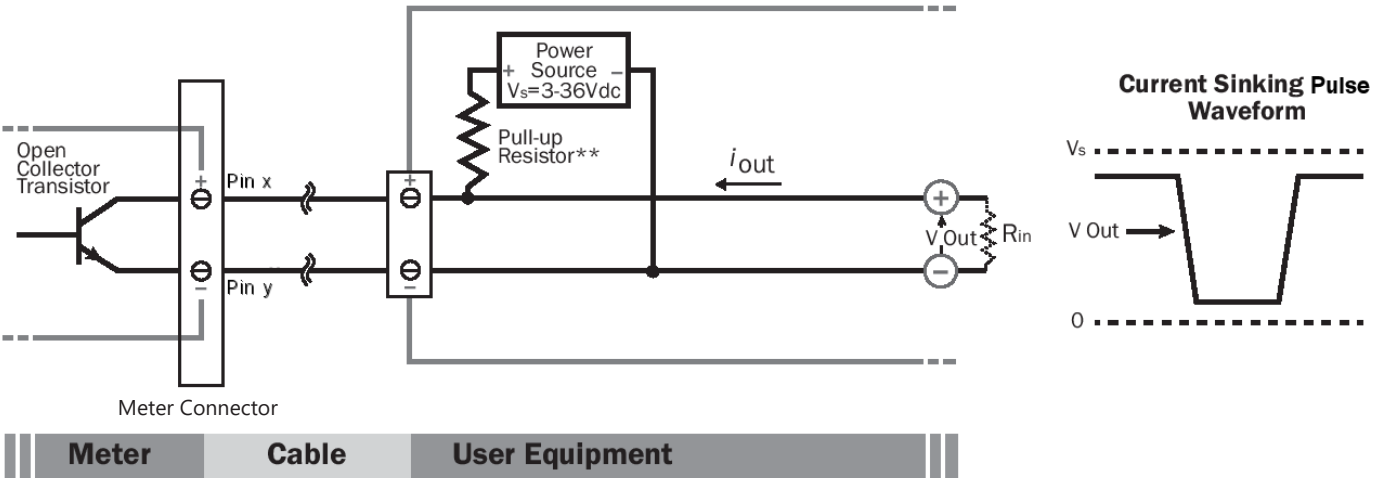 Power
+ Source −
Vs=3-36Vdc
Current Sinking Pulse
Waveform
Open
Collector
Transistor
Pull-up
Resistor**
iout
Vs
+
Pin x
+
+
V Out
Rin
V Out
−
Pin y
−
−
0
Meter Connector
Meter
Cable
User Equipment